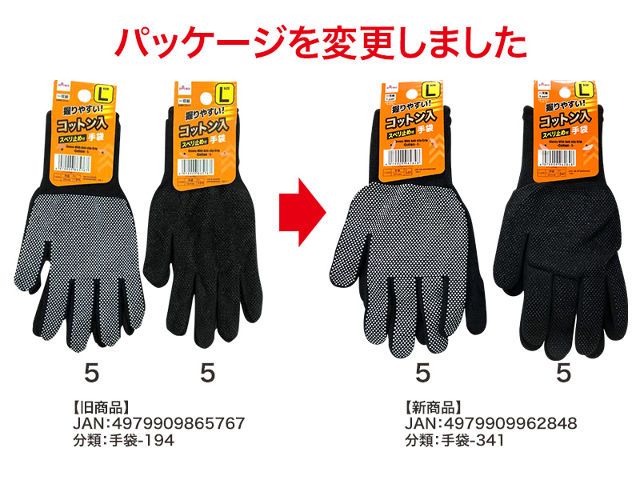 パッケージを変更しました
L
握りやすい!
コットン入
スベリ止め付 手袋
L
握りやすい!
コットン入
スベリ止め付 手袋
L
握りやすい!
コットン入
スベリ止め付 手袋
L
握りやすい!
コットン入
スベリ止め付 手袋
5
5
5
5
【旧商品】
JAN:4979909865767
分類:手袋-194
【新商品】
JAN:4979909962848
分類:手袋-341